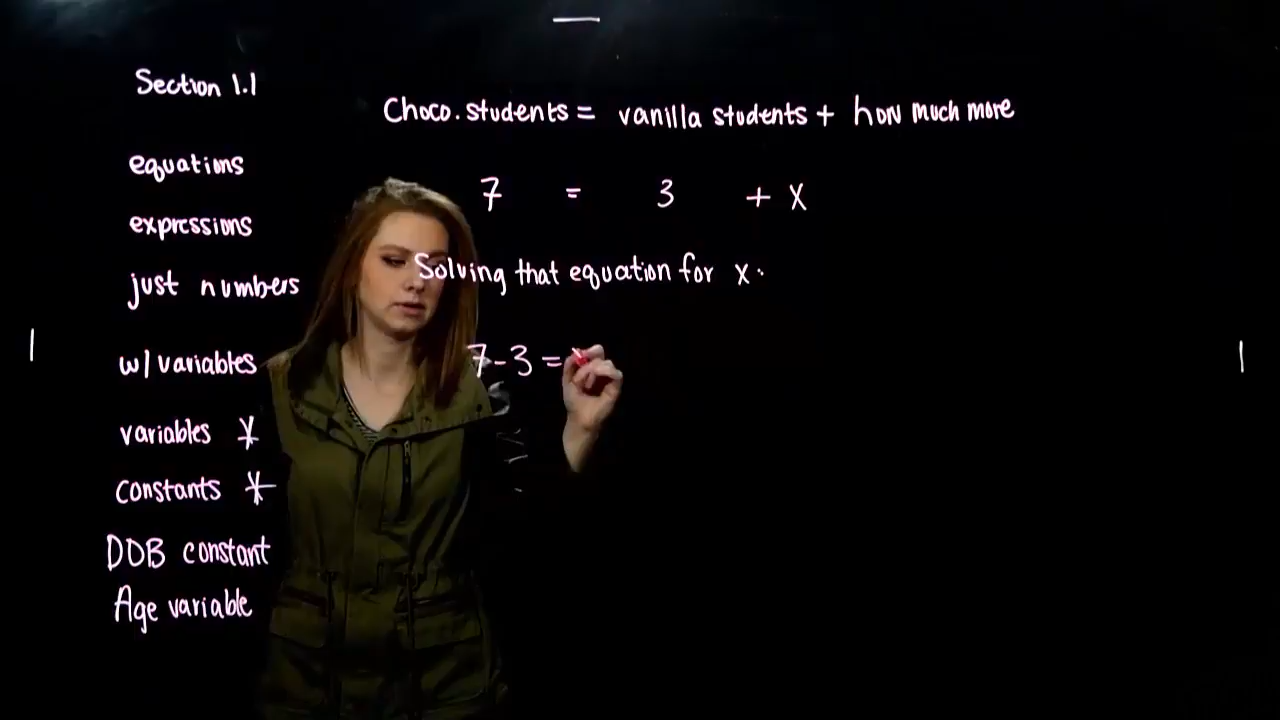 Section 1.1
equations
expressions
just numbers
w/ variables
variables
constants
DOB constant
Age variable
Choco. students = vanilla students + how much more
7 = 3 + x
Solving that equation for x.
7-3 =